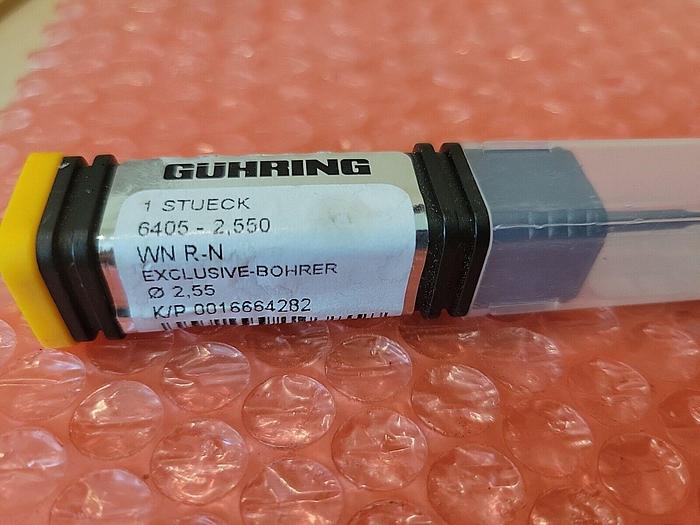 GÜHRING
1 STUECK
6405 - 2,550
WN R-N
EXCLUSIVE-BOHRER
Ø 2,55
K/P 0016664282